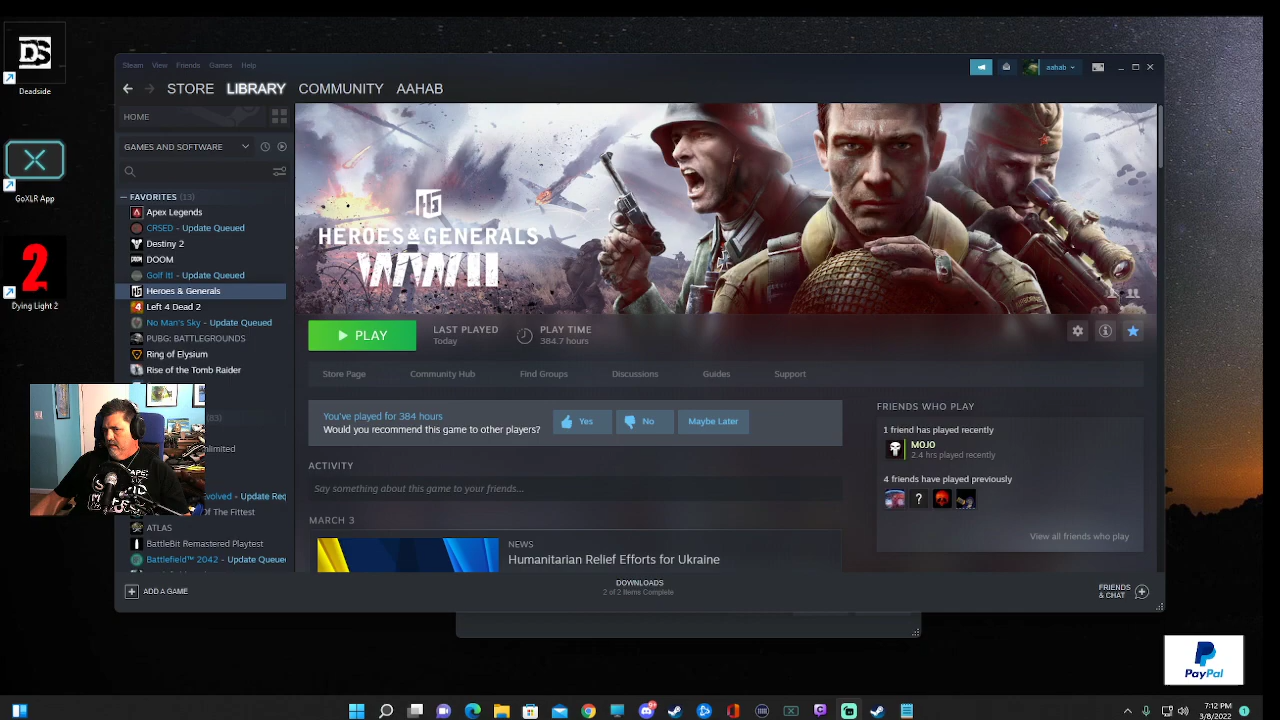 DS
Deadside
GoXLR App
2
Dying Light 2
Steam View Friends Games Help
aahab
STORE LIBRARY COMMUNITY AAHAB
HOME
GAMES AND SOFTWARE
FAVORITES (13)
Apex Legends
CRSED - Update Queued
Destiny 2
DOOM
Golf It! - Update Queued
Heroes & Generals
Left 4 Dead 2
No Man's Sky - Update Queued
PUBG: BATTLEGROUNDS
Ring of Elysium
Rise of the Tomb Raider
(83)
Evolved - Update Req
Of The Fittest
ATLAS
BattleBit Remastered Playtest
Battlefield™ 2042 - Update Queue
HEROES & GENERALS
WWII
PLAY
LAST PLAYED
Today
PLAY TIME
384.7 hours
Store Page Community Hub Find Groups Discussions Guides Support
You've played for 384 hours
Would you recommend this game to other players?
Yes No Maybe Later
ACTIVITY
Say something about this game to your friends...
MARCH 3
NEWS
Humanitarian Relief Efforts for Ukraine
FRIENDS WHO PLAY
1 friend has played recently
MOJO
2.4 hrs played recently
4 friends have played previously
?
View all friends who play
ADD A GAME
DOWNLOADS
2 of 2 Items Complete
FRIENDS
& CHAT
PayPal
7:12 PM
3/8/2022